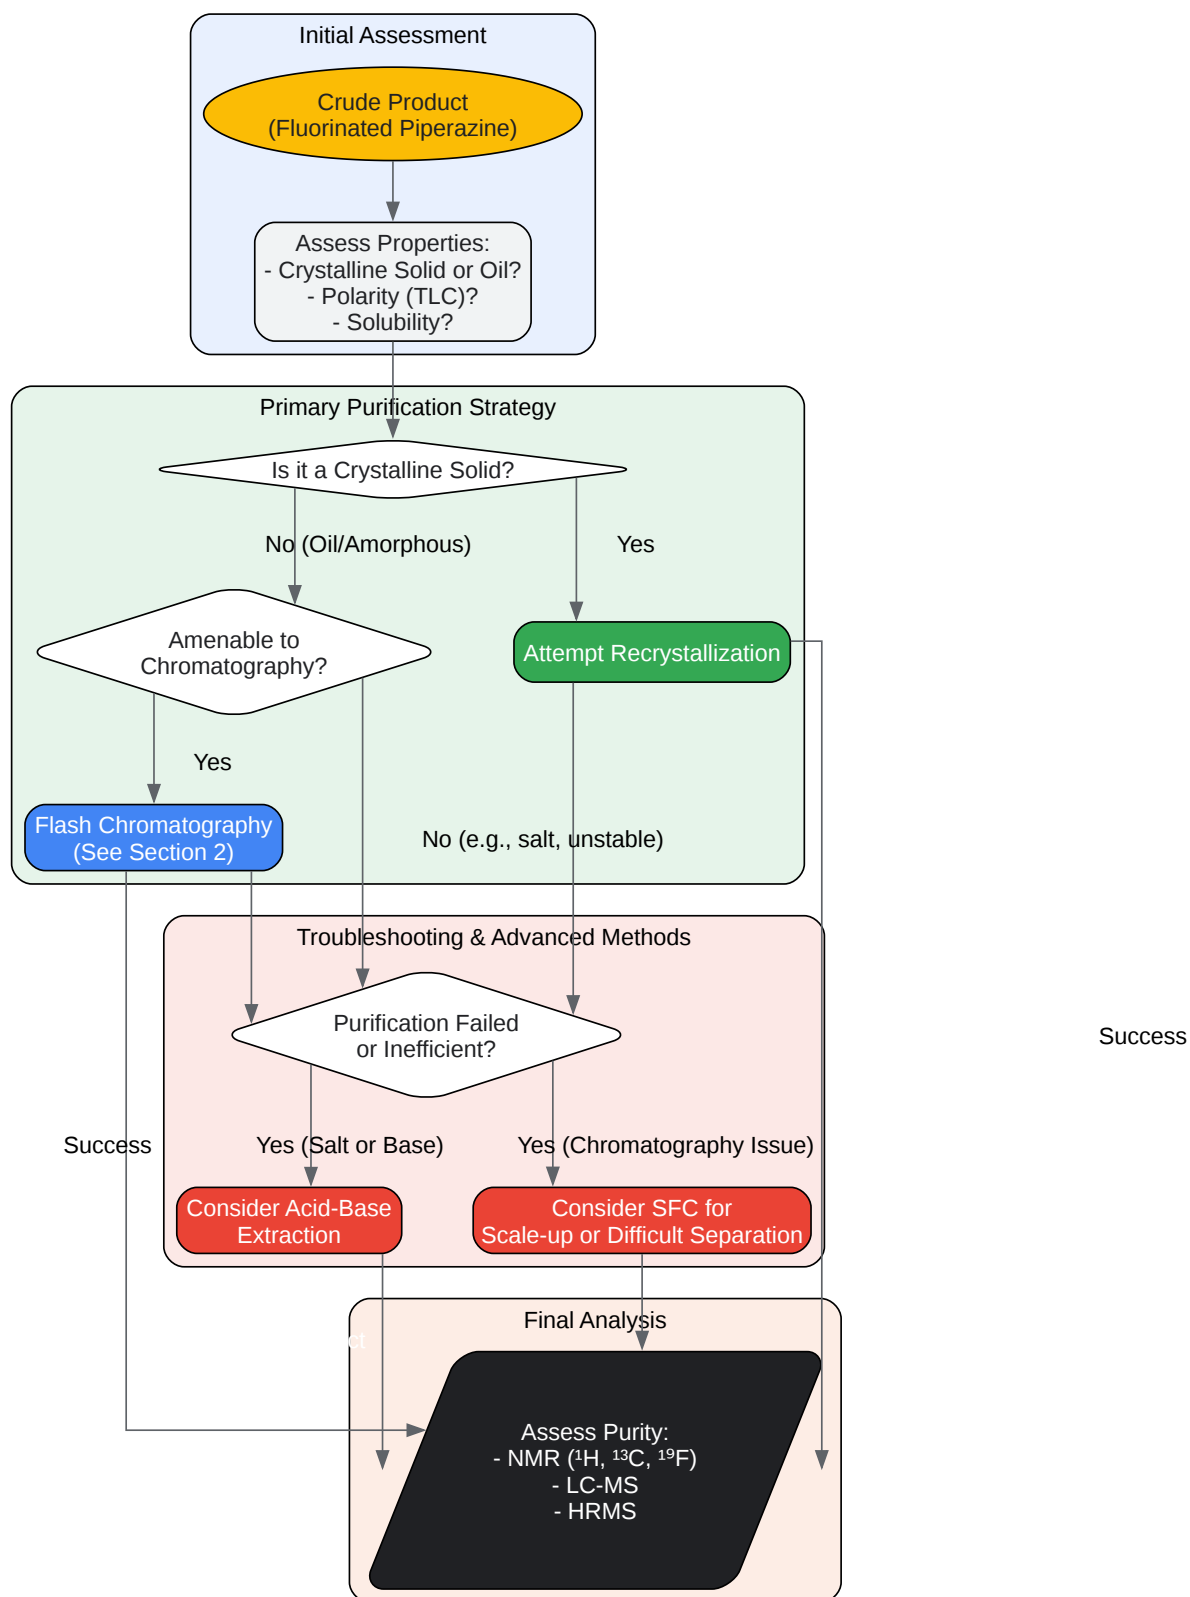 Initial Assessment
Crude Product
(Fluorinated Piperazine)
Assess Properties:
- Crystalline Solid or Oil?
- Polarity (TLC)?
- Solubility?
Primary Purification Strategy
Is it a Crystalline Solid?
No (Oil/Amorphous)
Yes
Amenable to
Chromatography?
Attempt Recrystallization
Yes
Flash Chromatography
(See Section 2)
No (e.g., salt, unstable)
Troubleshooting & Advanced Methods
Purification Failed
or Inefficient?
Success
Success
Yes (Salt or Base)
Yes (Chromatography Issue)
Consider Acid-Base
Extraction
Consider SFC for
Scale-up or Difficult Separation
Final Analysis
Assess Purity:
- NMR (¹H, ¹³C, ¹⁹F)
- LC-MS
- HRMS